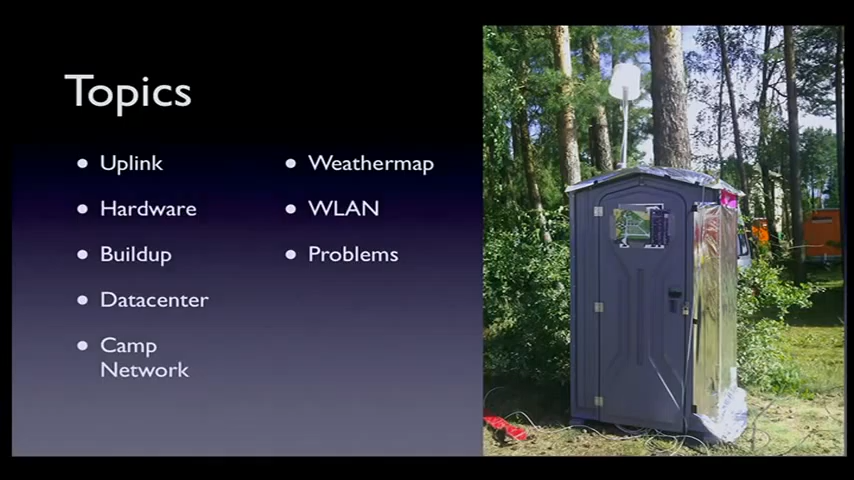 Topics
Uplink
Hardware
Buildup
Datacenter
Camp
Network
Weathermap
WLAN
Problems